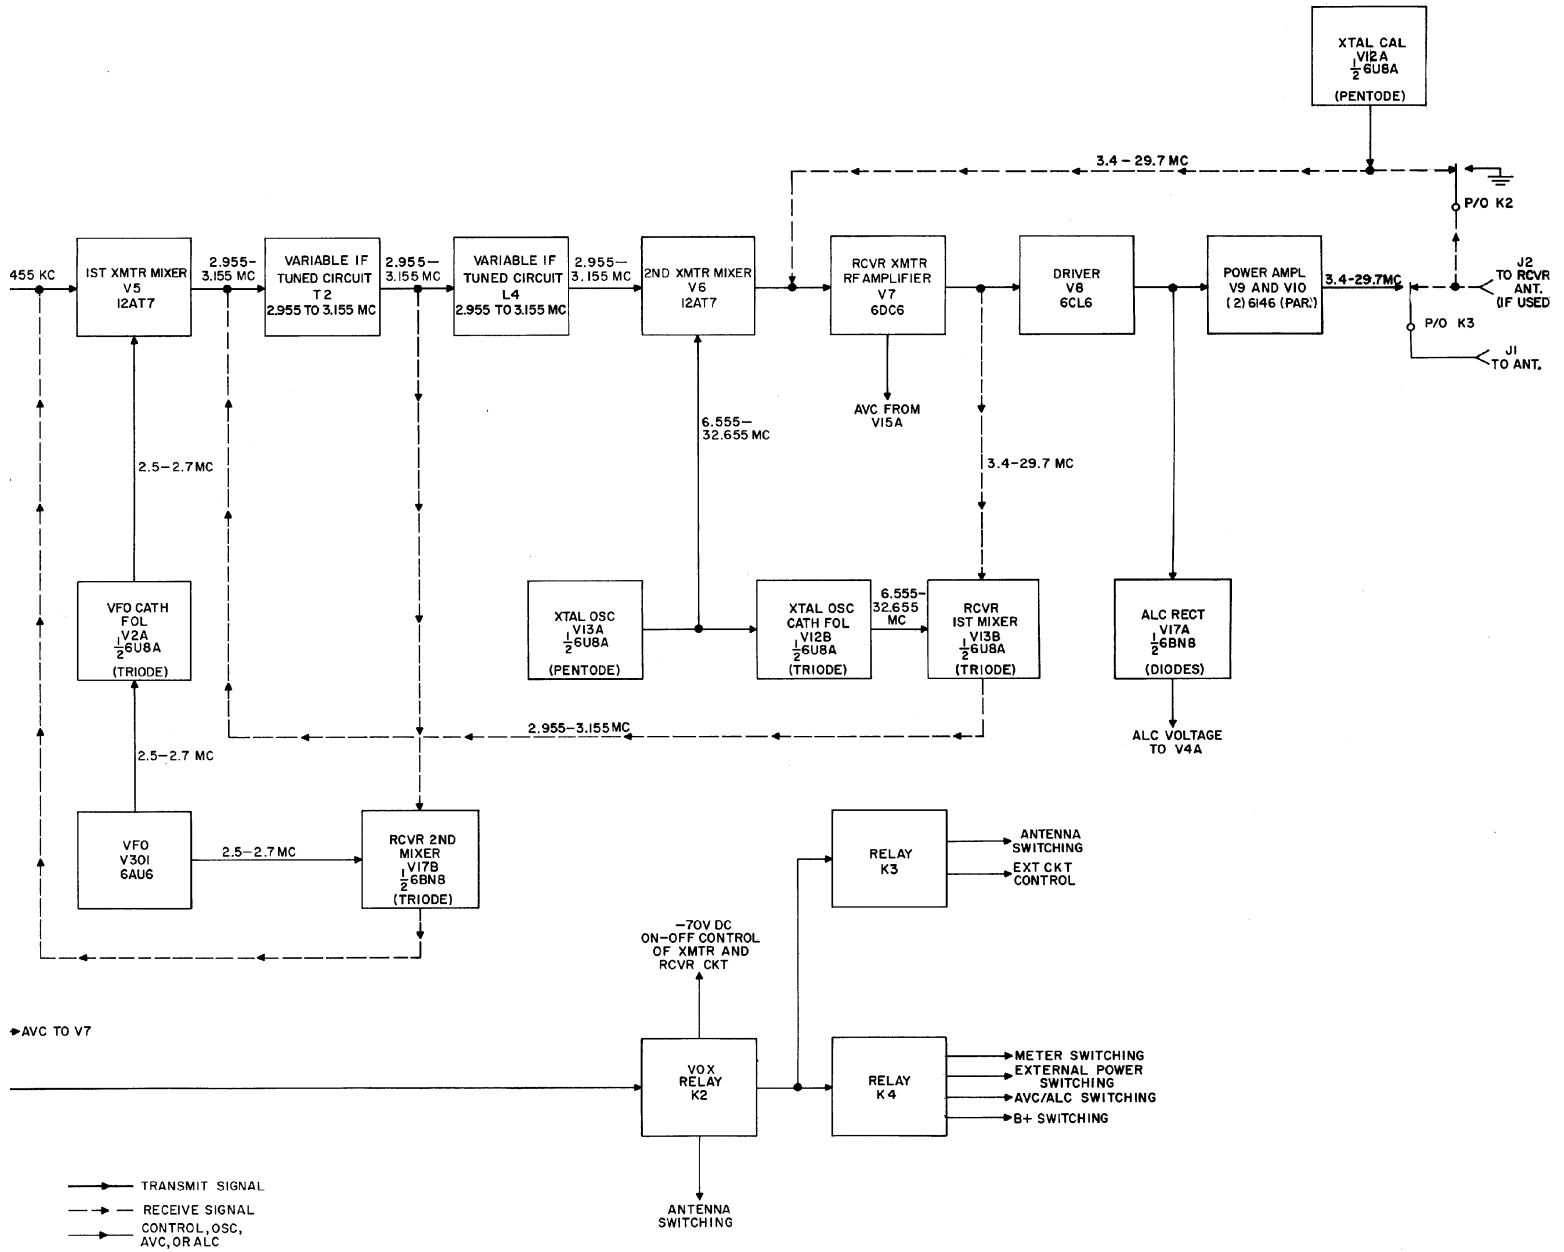 XTAL CAL
V12A
1/2 6U8A
(PENTODE)
3.4-29.7 MC
P/O K2
455 KC
1ST XMTR MIXER
V5
12AT7
2.955-
3.155 MC
VARIABLE IF
TUNED CIRCUIT
T2
2.955 TO 3.155 MC
2.955-
3.155 MC
VARIABLE IF
TUNED CIRCUIT
L4
2.955 TO 3.155 MC
2.955-
3.155 MC
2ND XMTR MIXER
V6
12AT7
RCVR XMTR
RF AMPLIFIER
V7
6DC6
DRIVER
V8
6CL6
POWER AMPL
V9 AND V10
(2) 6146 (PAR.)
3.4-29.7MC
J2
TO RCVR
ANT.
(IF USED
P/O K3
J1
TO ANT.
AVC FROM
V15A
6.555-
32.655 MC
2.5-2.7 MC
3.4-29.7 MC
VFO CATH
FOL
V2A
1/2 6U8A
(TRIODE)
XTAL OSC
V13A
1/2 6U8A
(PENTODE)
XTAL OSC
CATH FOL
V12B
1/2 6U8A
(TRIODE)
6.555-
32.655
MC
RCVR
1ST MIXER
V13B
1/2 6U8A
(TRIODE)
ALC RECT
V17A
1/2 6BN8
(DIODES)
2.955-3.155 MC
ALC VOLTAGE
TO V4A
2.5-2.7 MC
VFO
V301
6AU6
2.5-2.7 MC
RCVR 2ND
MIXER
V17B
1/2 6BN8
(TRIODE)
RELAY
K3
ANTENNA
SWITCHING
EXT CKT
CONTROL
-70V DC
ON-OFF CONTROL
OF XMTR AND
RCVR CKT
AVC TO V7
VOX
RELAY
K2
RELAY
K4
METER SWITCHING
EXTERNAL POWER
SWITCHING
AVC/ALC SWITCHING
B+ SWITCHING
ANTENNA
SWITCHING
TRANSMIT SIGNAL
RECEIVE SIGNAL
CONTROL, OSC,
AVC, OR ALC